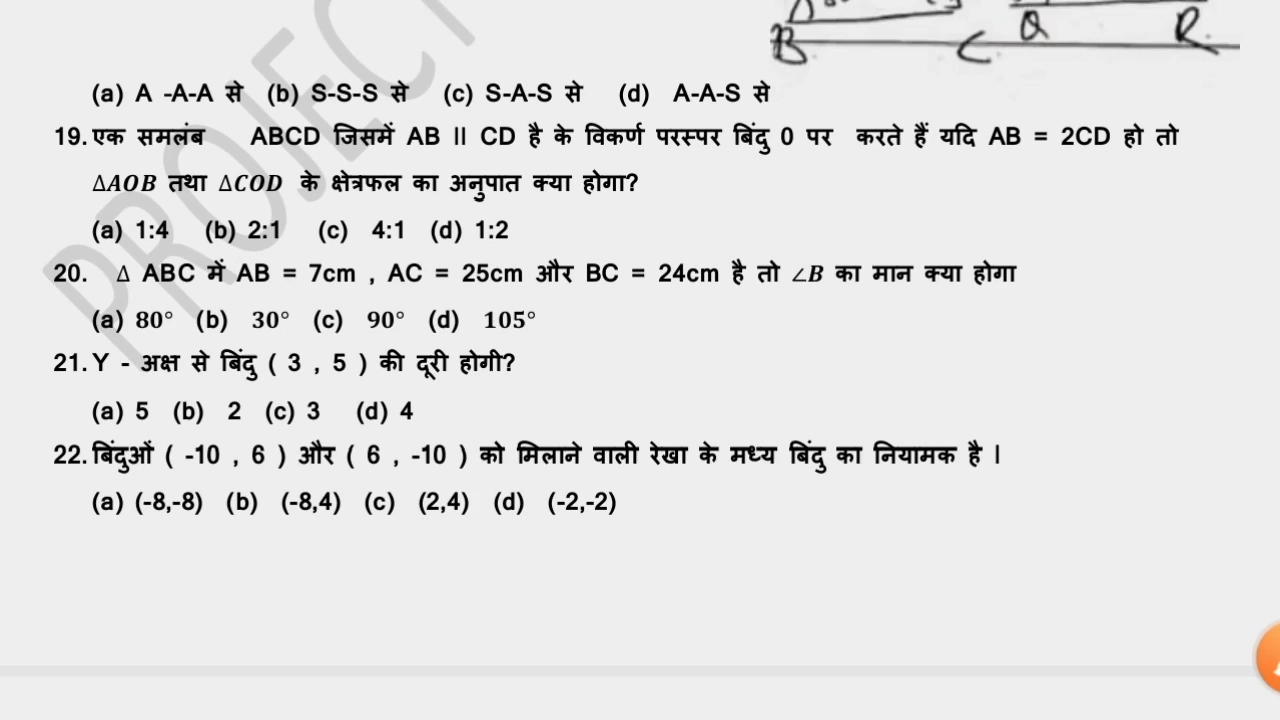 B C Q R
(a) A -A-A से (b) S-S-S से (c) S-A-S से (d) A-A-S से
19. एक समलंब ABCD जिसमें AB || CD है के विकर्ण परस्पर बिंदु 0 पर करते हैं यदि AB = 2CD हो तो
ΔAOB तथा ΔCOD के क्षेत्रफल का अनुपात क्या होगा?
(a) 1:4 (b) 2:1 (c) 4:1 (d) 1:2
20. Δ ABC में AB = 7cm , AC = 25cm और BC = 24cm है तो ∠B का मान क्या होगा
(a) 80° (b) 30° (c) 90° (d) 105°
21. Y - अक्ष से बिंदु ( 3 , 5 ) की दूरी होगी?
(a) 5 (b) 2 (c) 3 (d) 4
22. बिंदुओं ( -10 , 6 ) और ( 6 , -10 ) को मिलाने वाली रेखा के मध्य बिंदु का नियामक है ।
(a) (-8,-8) (b) (-8,4) (c) (2,4) (d) (-2,-2)
PROJECT